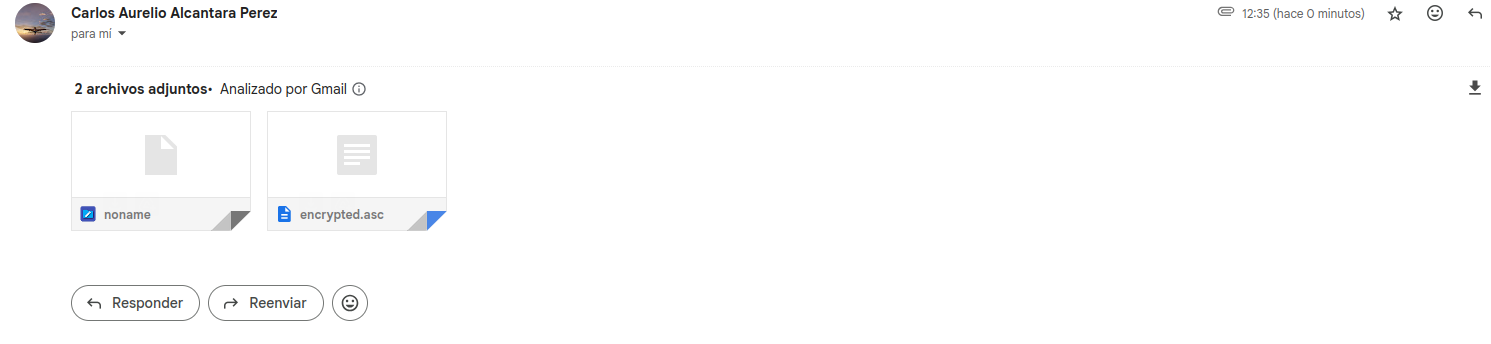 Carlos Aurelio Alcantara Perez
12:35 (hace 0 minutos)
para mí
2 archivos adjuntos• Analizado por Gmail
noname
encrypted.asc
Responder
Reenviar